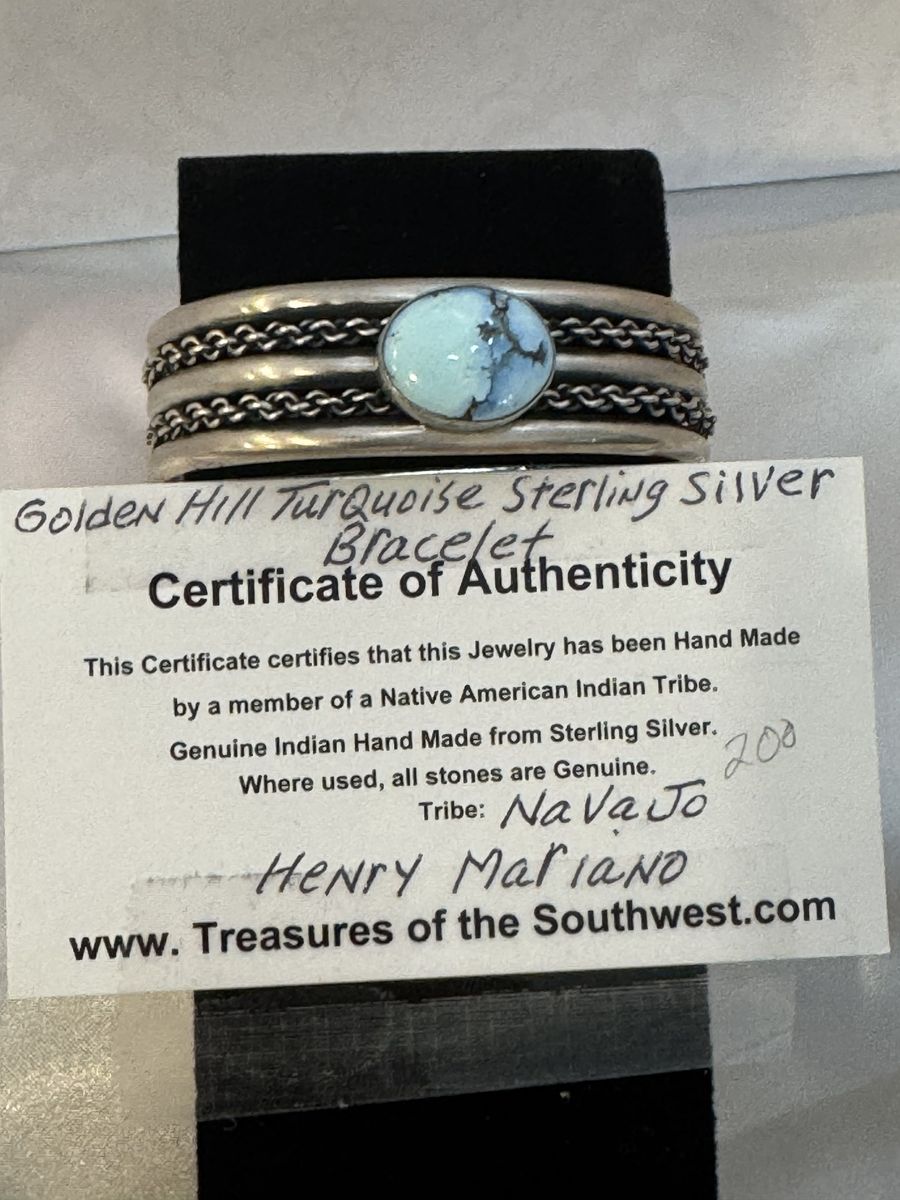 Golden Hill Turquoise Sterling Silver
Bracelet
Certificate of Authenticity
This Certificate certifies that this Jewelry has been Hand Made
by a member of a Native American Indian Tribe.
Genuine Indian Hand Made from Sterling Silver.
Where used, all stones are Genuine.
200
Tribe: Navajo
Henry Mariano
www. Treasures of the Southwest.com